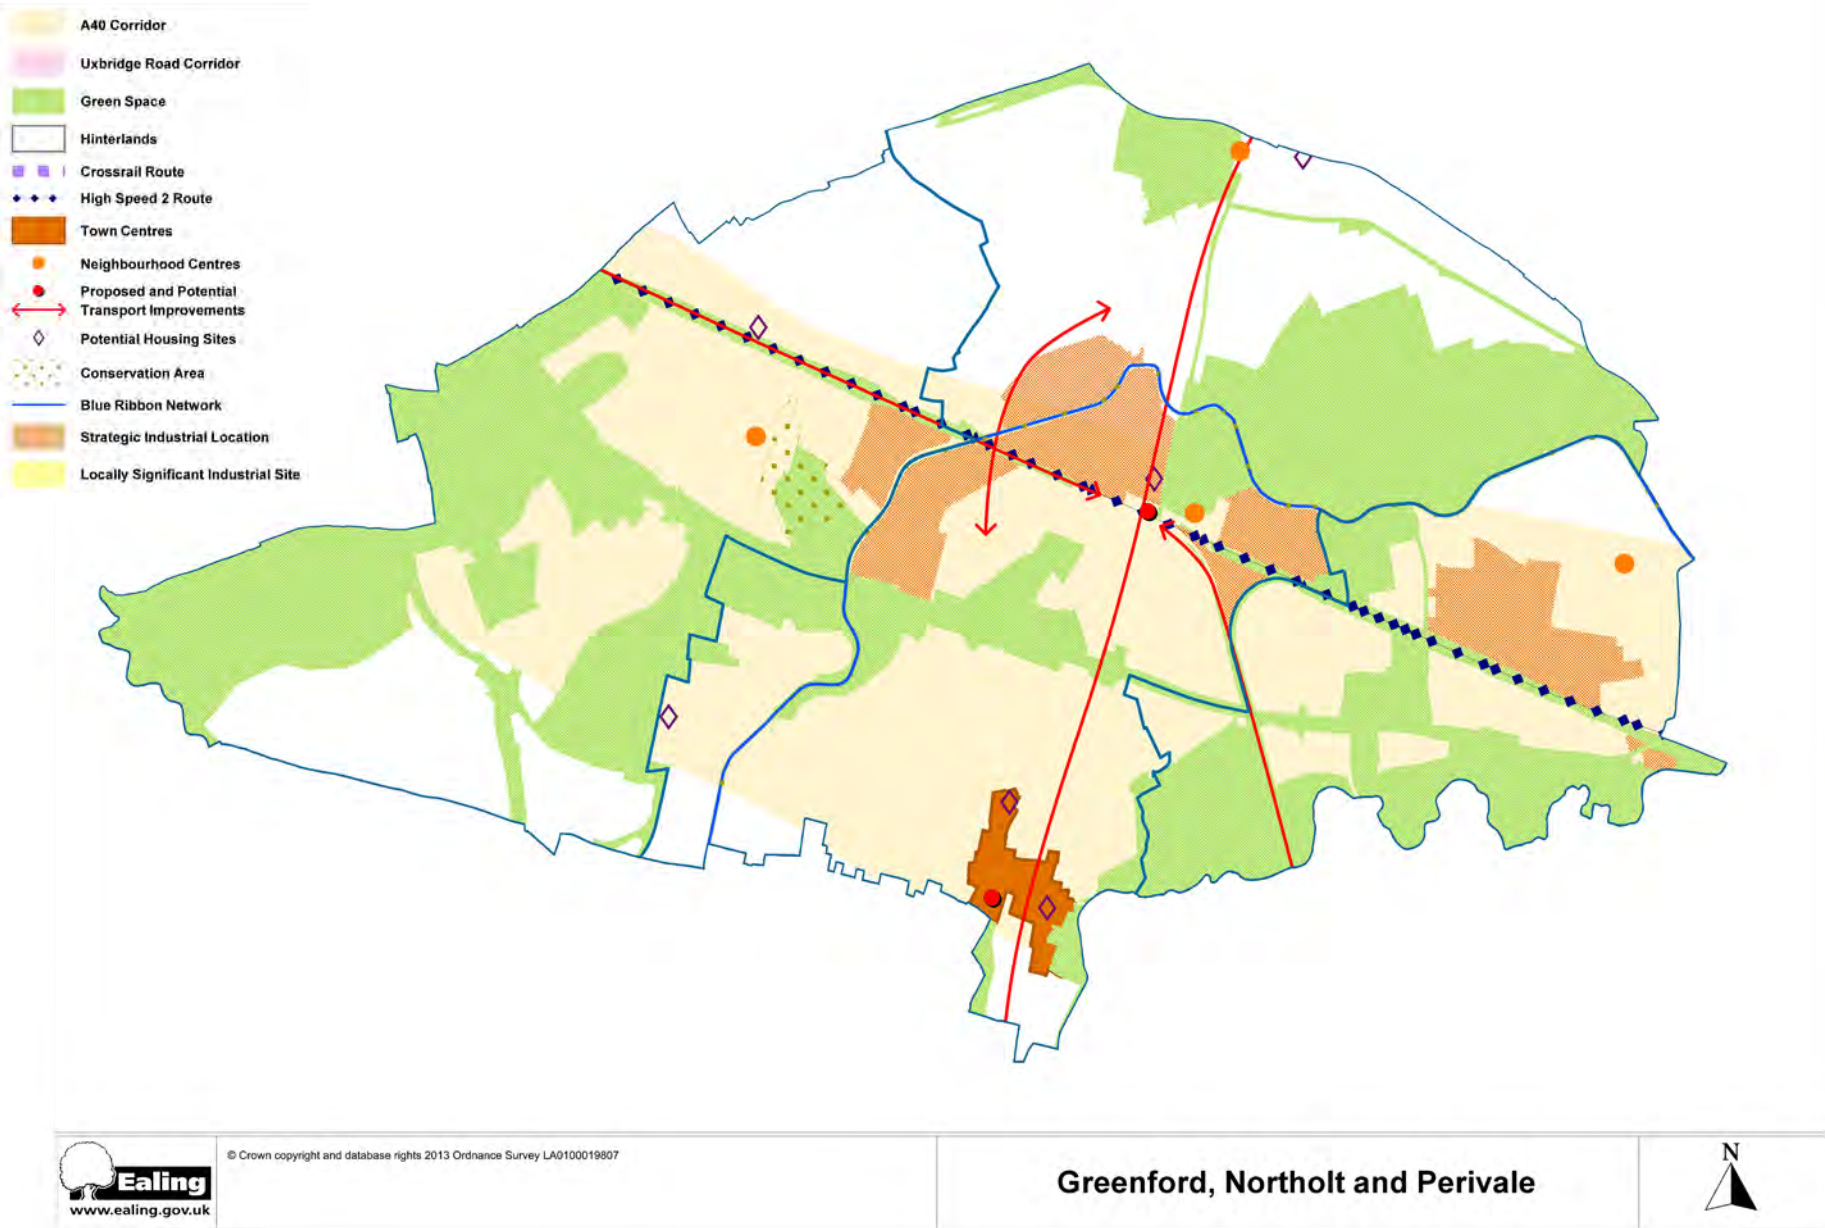 A40 Corridor
Uxbridge Road Corridor
Green Space
Hinterlands
Crossrail Route
High Speed 2 Route
Town Centres
Neighbourhood Centres
Proposed and Potential
Transport Improvements
Potential Housing Sites
Conservation Area
Blue Ribbon Network
Strategic Industrial Location
Locally Significant Industrial Site
Ealing
www.ealing.gov.uk
© Crown copyright and database rights 2013 Ordnance Survey LA0100019807
Greenford, Northolt and Perivale
N